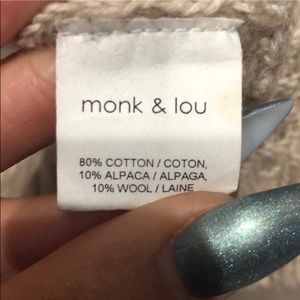 monk & lou
80% COTTON / COTON,
10% ALPACA / ALPAGA,
10% WOOL / LAINE